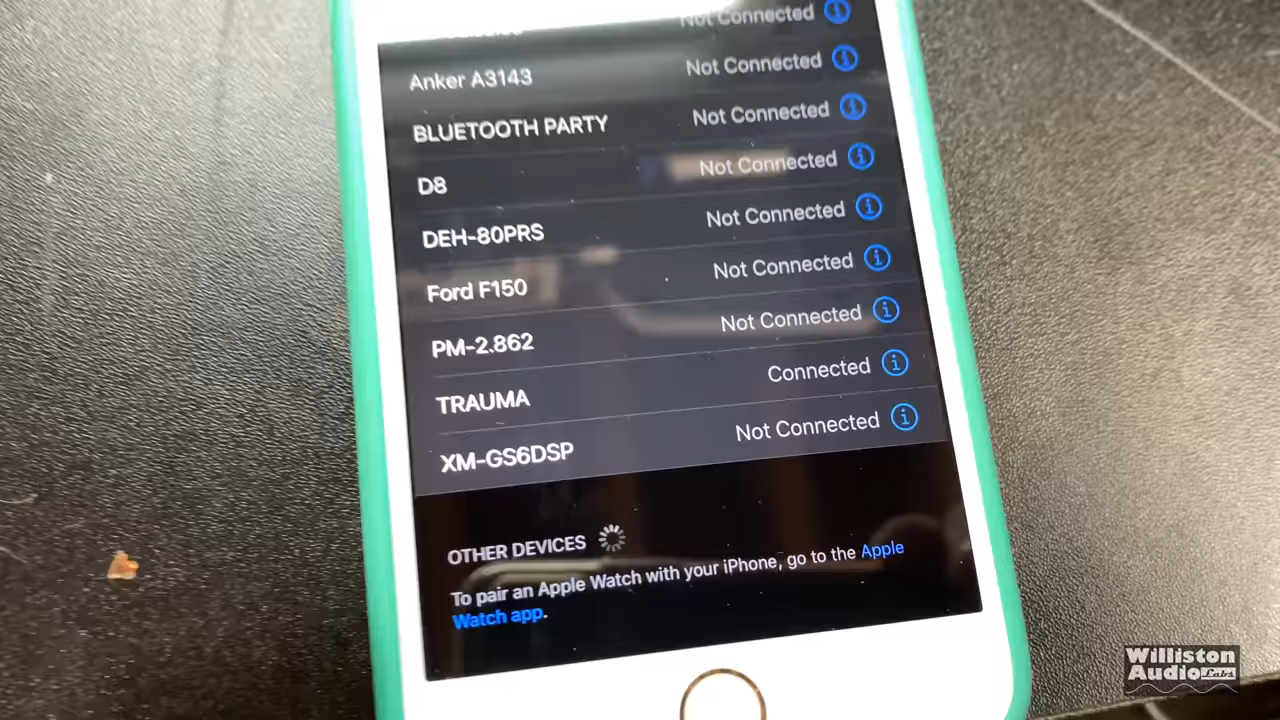 Not Connected
Anker A3143 Not Connected
BLUETOOTH PARTY Not Connected
D8 Not Connected
DEH-80PRS Not Connected
Ford F150 Not Connected
PM-2.862 Not Connected
TRAUMA Connected
XM-GS6DSP Not Connected
OTHER DEVICES
To pair an Apple Watch with your iPhone, go to the Apple
Watch app.
Williston
Audio Labs